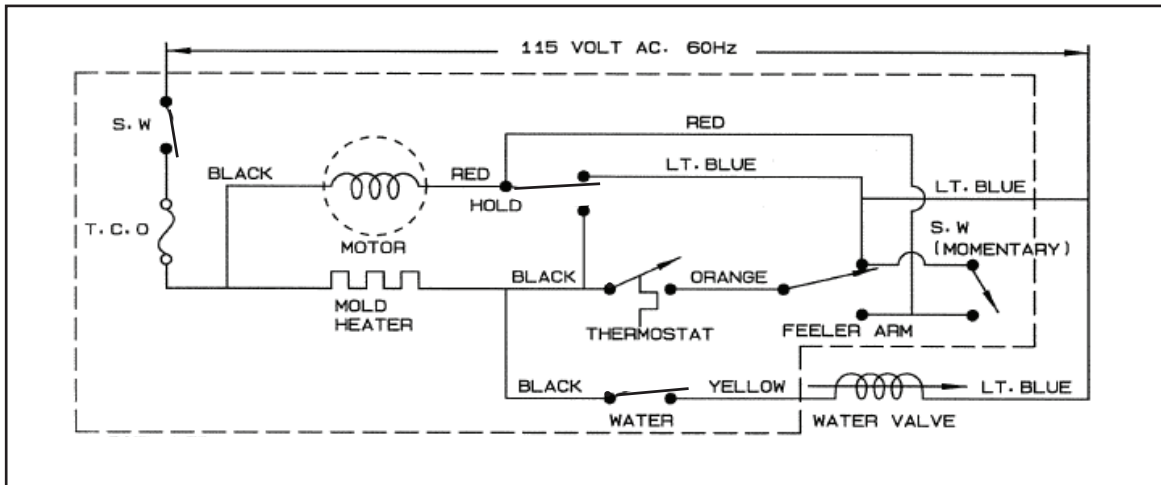 115 VOLT AC. 60Hz
S.W
RED
BLACK
RED
LT. BLUE
HOLD
LT. BLUE
T.C.O
S.W
(MOMENTARY)
MOTOR
BLACK
ORANGE
MOLD
HEATER
THERMOSTAT
FEELER ARM
BLACK
YELLOW
LT. BLUE
WATER
WATER VALVE